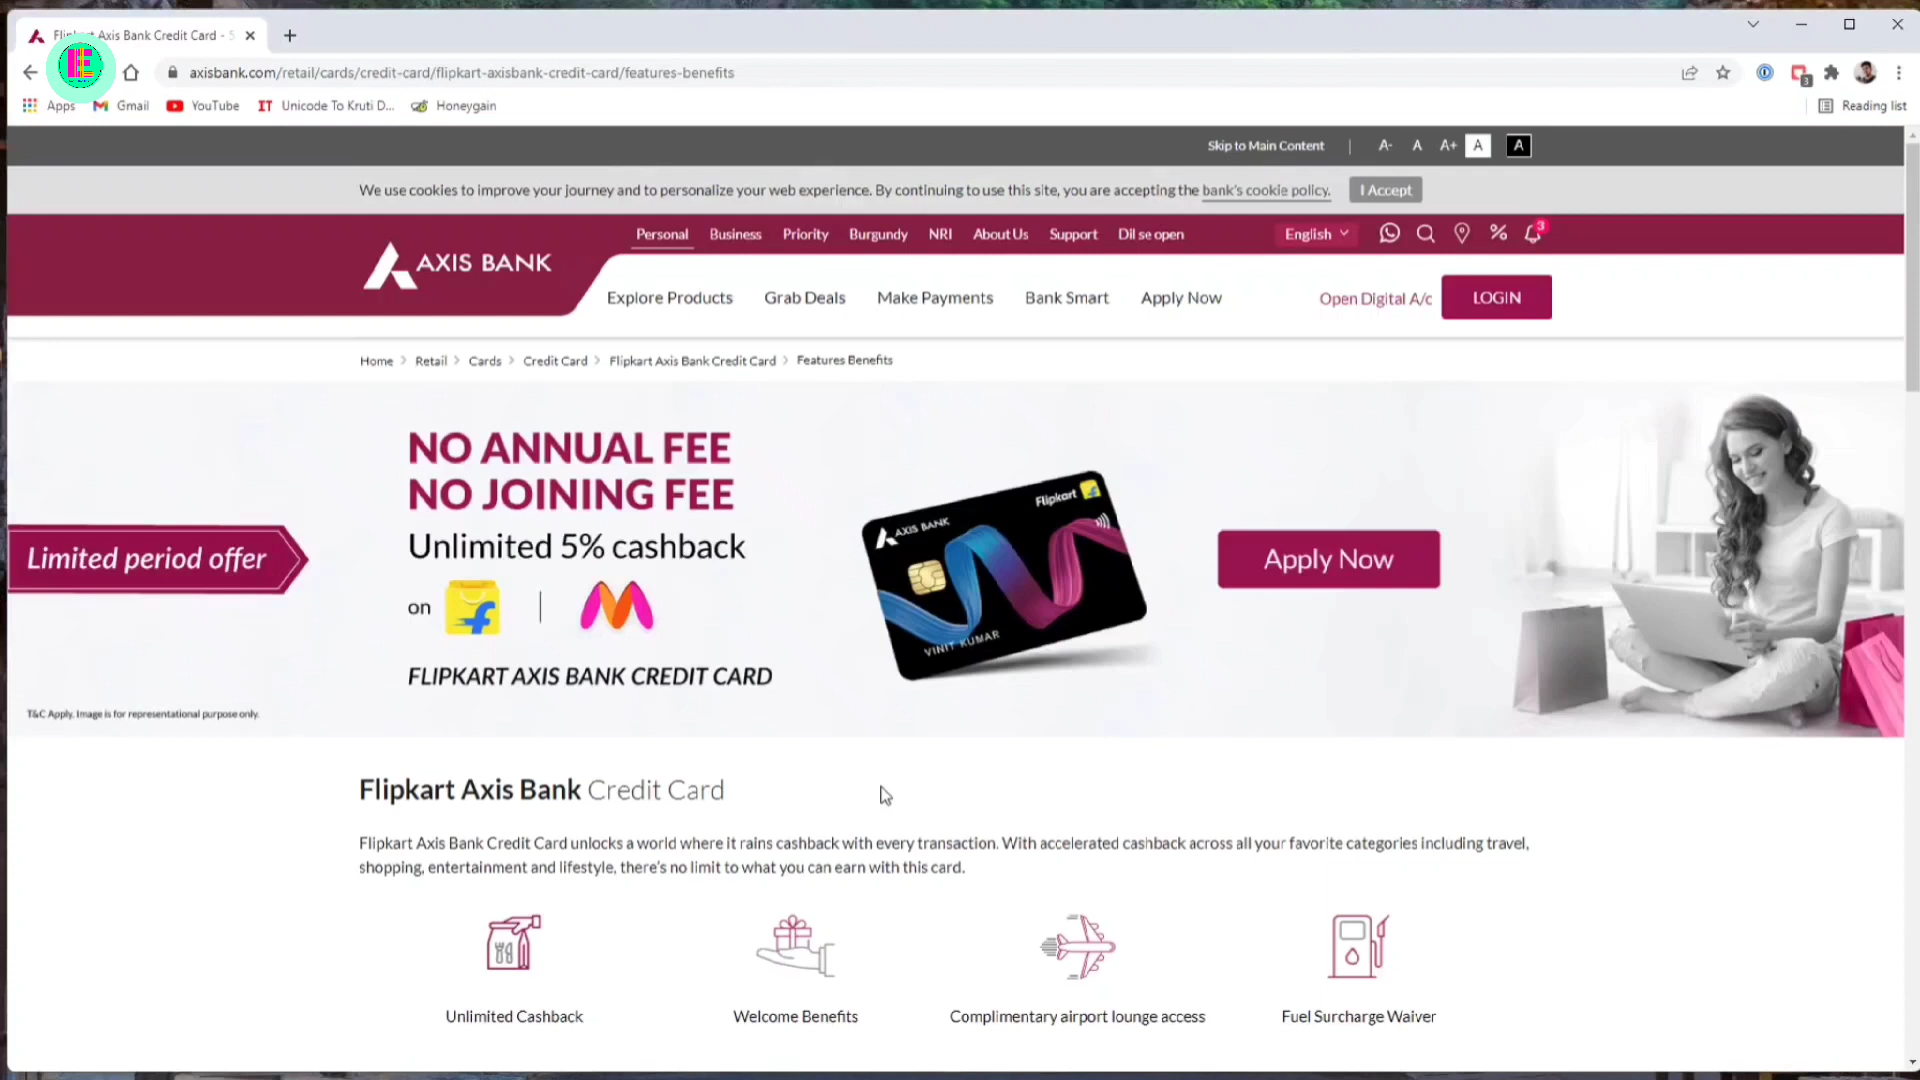 Flipkart Axis Bank Credit Card - 5
E
axisbank.com/retail/cards/credit-card/flipkart-axisbank-credit-card/features-benefits
3
Apps Gmail YouTube IT Unicode To Kruti D... Honeygain Reading list
Skip to Main Content | A- A A+ A A
We use cookies to improve your journey and to personalize your web experience. By continuing to use this site, you are accepting the bank's cookie policy. I Accept
Personal Business Priority Burgundy NRI About Us Support Dil se open English % 3
AXIS BANK
Explore Products Grab Deals Make Payments Bank Smart Apply Now Open Digital A/c LOGIN
Home > Retail > Cards > Credit Card > Flipkart Axis Bank Credit Card > Features Benefits
NO ANNUAL FEE
NO JOINING FEE
Unlimited 5% cashback
on
FLIPKART AXIS BANK CREDIT CARD
Limited period offer
T&C Apply. Image is for representational purpose only.
AXIS BANK
Flipkart
VINIT KUMAR
Apply Now
Flipkart Axis Bank Credit Card
Flipkart Axis Bank Credit Card unlocks a world where it rains cashback with every transaction. With accelerated cashback across all your favorite categories including travel,
shopping, entertainment and lifestyle, there's no limit to what you can earn with this card.
Unlimited Cashback Welcome Benefits Complimentary airport lounge access Fuel Surcharge Waiver